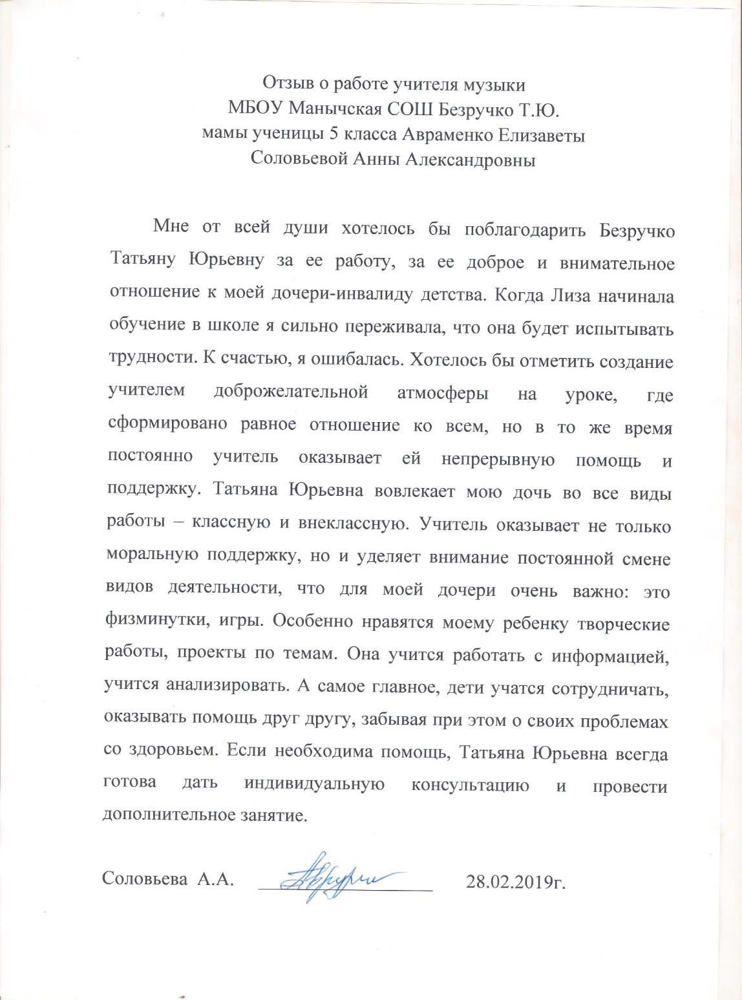 Отзыв о работе учителя музыки
МБОУ Манычская СОШ Безручко Т.Ю.
мамы ученицы 5 класса Авраменко Елизаветы
Соловьевой Анны Александровны
Мне от всей души хотелось бы поблагодарить Безручко
Татьяну Юрьевну за ее работу, за ее доброе и внимательное
отношение к моей дочери-инвалиду детства. Когда Лиза начинала
обучение в школе я сильно переживала, что она будет испытывать
трудности. К счастью, я ошибалась. Хотелось бы отметить создание
учителем доброжелательной атмосферы на уроке, где
сформировано равное отношение ко всем, но в то же время
постоянно учитель оказывает ей непрерывную помощь и
поддержку. Татьяна Юрьевна вовлекает мою дочь во все виды
работы – классную и внеклассную. Учитель оказывает не только
моральную поддержку, но и уделяет внимание постоянной смене
видов деятельности, что для моей дочери очень важно: это
физминутки, игры. Особенно нравятся моему ребенку творческие
работы, проекты по темам. Она учится работать с информацией,
учится анализировать. А самое главное, дети учатся сотрудничать,
оказывать помощь друг другу, забывая при этом о своих проблемах
со здоровьем. Если необходима помощь, Татьяна Юрьевна всегда
готова дать индивидуальную консультацию и провести
дополнительное занятие.
Соловьева А.А. 28.02.2019г.